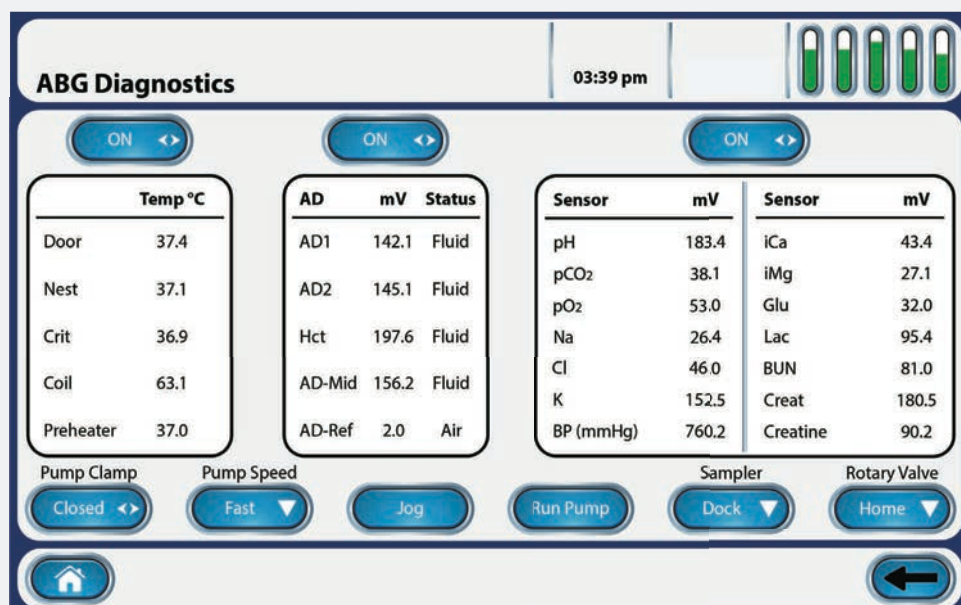 ABG Diagnostics
03:39 pm
ON
ON
ON
Temp °C
Door 37.4
Nest 37.1
Crit 36.9
Coil 63.1
Preheater 37.0
AD mV Status
AD1 142.1 Fluid
AD2 145.1 Fluid
Hct 197.6 Fluid
AD-Mid 156.2 Fluid
AD-Ref 2.0 Air
Sensor mV
pH 183.4
pCO₂ 38.1
pO₂ 53.0
Na 26.4
Cl 46.0
K 152.5
BP (mmHg) 760.2
Sensor mV
iCa 43.4
iMg 27.1
Glu 32.0
Lac 95.4
BUN 81.0
Creat 180.5
Creatine 90.2
Pump Clamp
Closed
Pump Speed
Fast
Jog
Run Pump
Sampler
Dock
Rotary Valve
Home